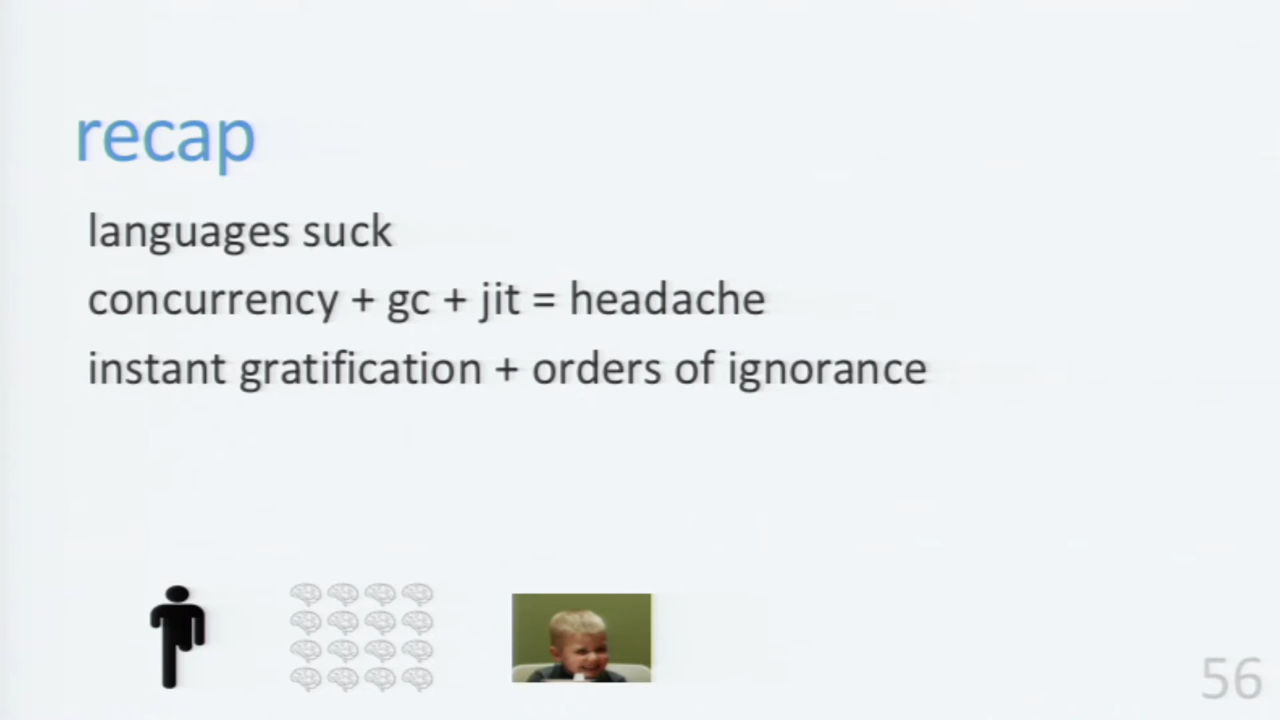 recap
languages suck
concurrency + gc + jit = headache
instant gratification + orders of ignorance
56